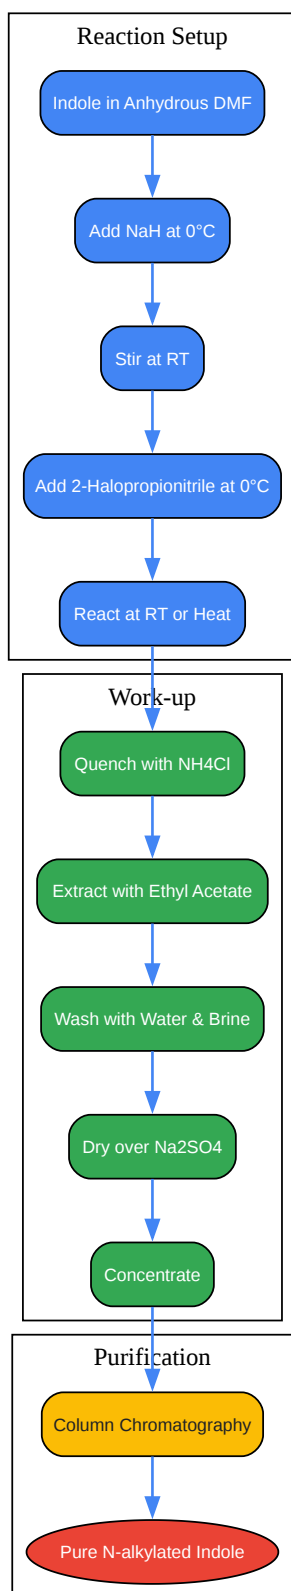 Reaction Setup
Indole in Anhydrous DMF
Add NaH at 0°C
Stir at RT
Add 2-Halopropionitrile at 0°C
React at RT or Heat
Work-up
Quench with NH4Cl
Extract with Ethyl Acetate
Wash with Water & Brine
Dry over Na2SO4
Concentrate
Purification
Column Chromatography
Pure N-alkylated Indole